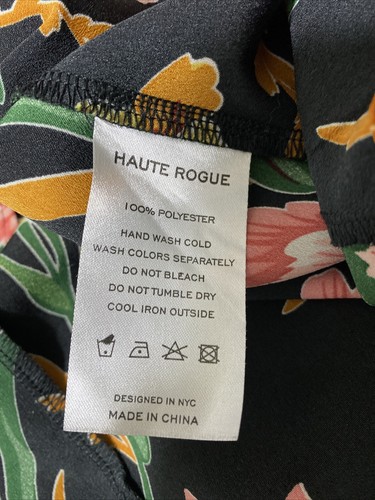 HAUTE ROGUE
100% POLYESTER
HAND WASH COLD
WASH COLORS SEPARATELY
DO NOT BLEACH
DO NOT TUMBLE DRY
COOL IRON OUTSIDE
DESIGNED IN NYC
MADE IN CHINA